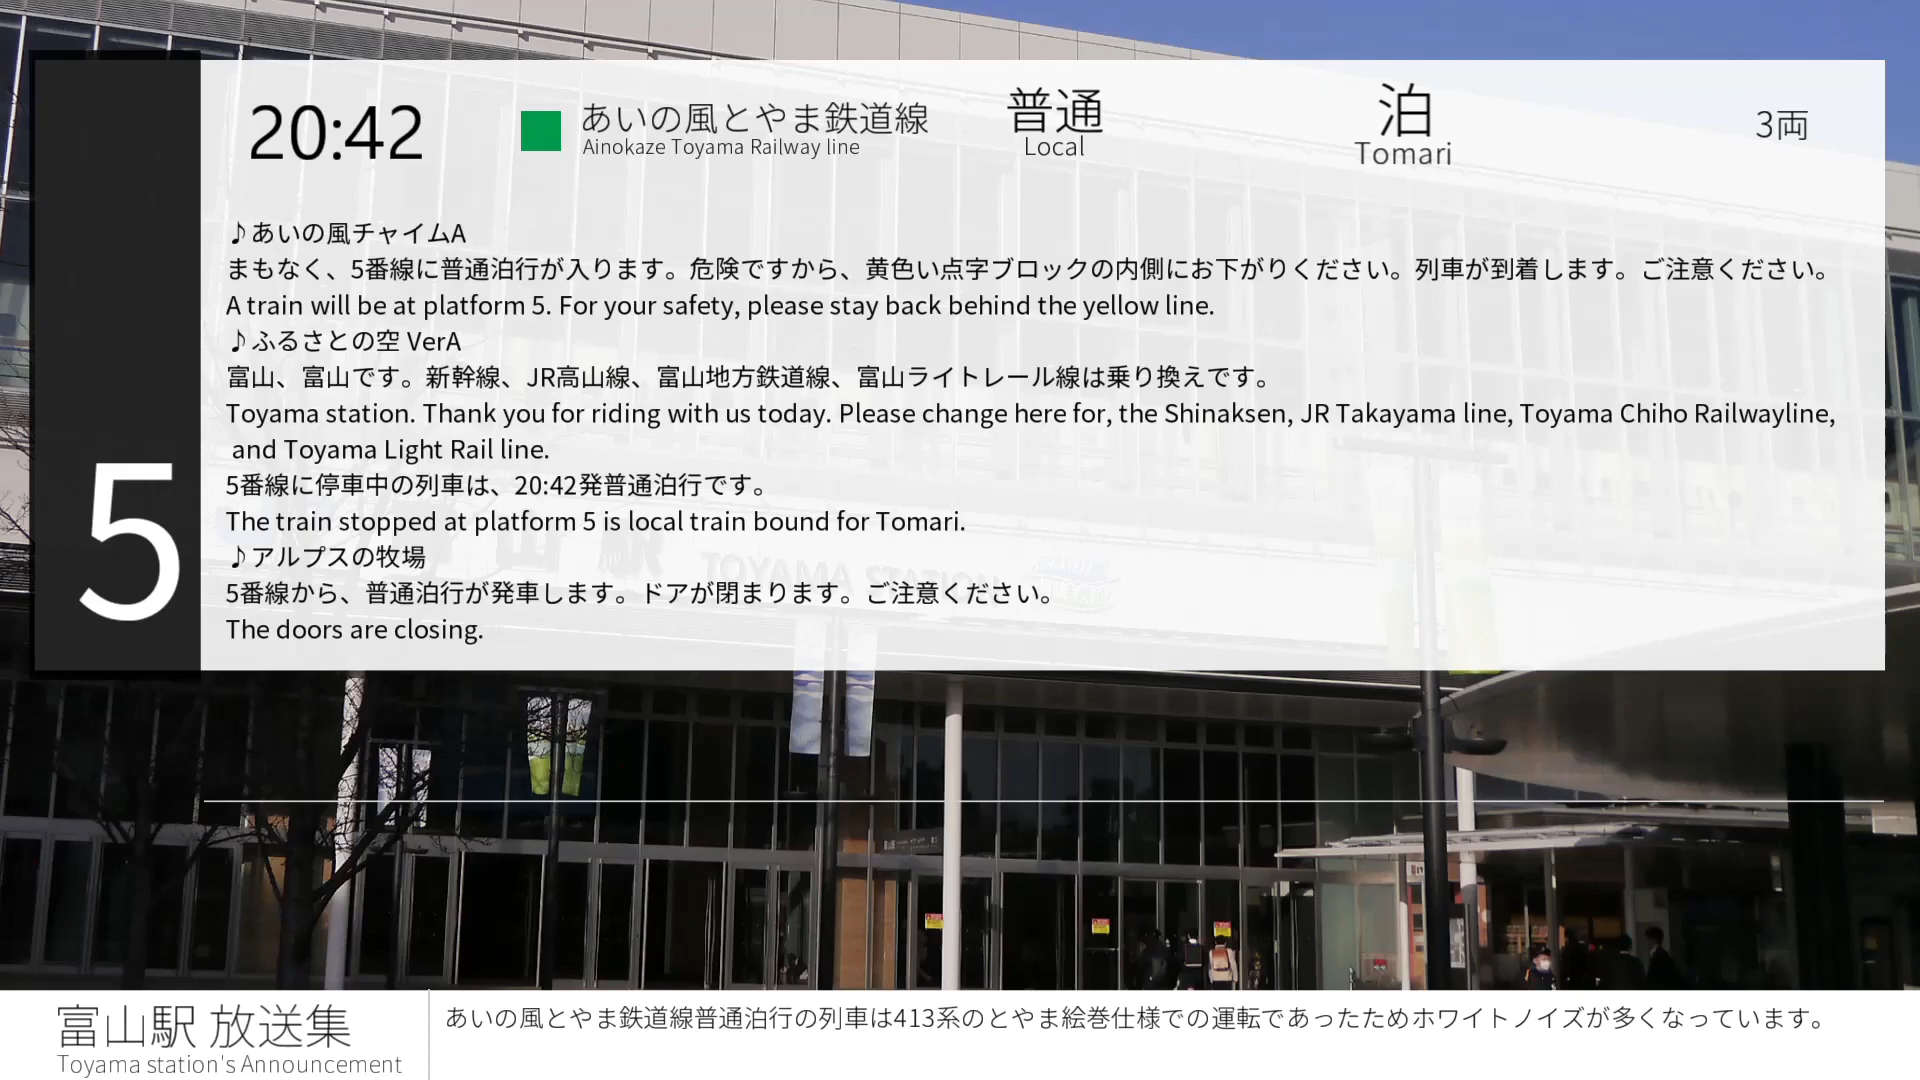 20:42
あいの風とやま鉄道線
Ainokaze Toyama Railway line
普通
Local
泊
Tomari
3両
5
♪あいの風チャイムA
まもなく、5番線に普通泊行が入ります。危険ですから、黄色い点字ブロックの内側にお下がりください。列車が到着します。ご注意ください。
A train will be at platform 5. For your safety, please stay back behind the yellow line.
♪ふるさとの空 VerA
富山、富山です。新幹線、JR高山線、富山地方鉄道線、富山ライトレール線は乗り換えです。
Toyama station. Thank you for riding with us today. Please change here for, the Shinaksen, JR Takayama line, Toyama Chiho Railwayline,
and Toyama Light Rail line.
5番線に停車中の列車は、20:42発普通泊行です。
The train stopped at platform 5 is local train bound for Tomari.
♪アルプスの牧場
5番線から、普通泊行が発車します。ドアが閉まります。ご注意ください。
The doors are closing.
山駅 TOYAMA STATION
富山駅 放送集
Toyama station's Announcement
あいの風とやま鉄道線普通泊行の列車は413系のとやま絵巻仕様での運転であったためホワイトノイズが多くなっています。